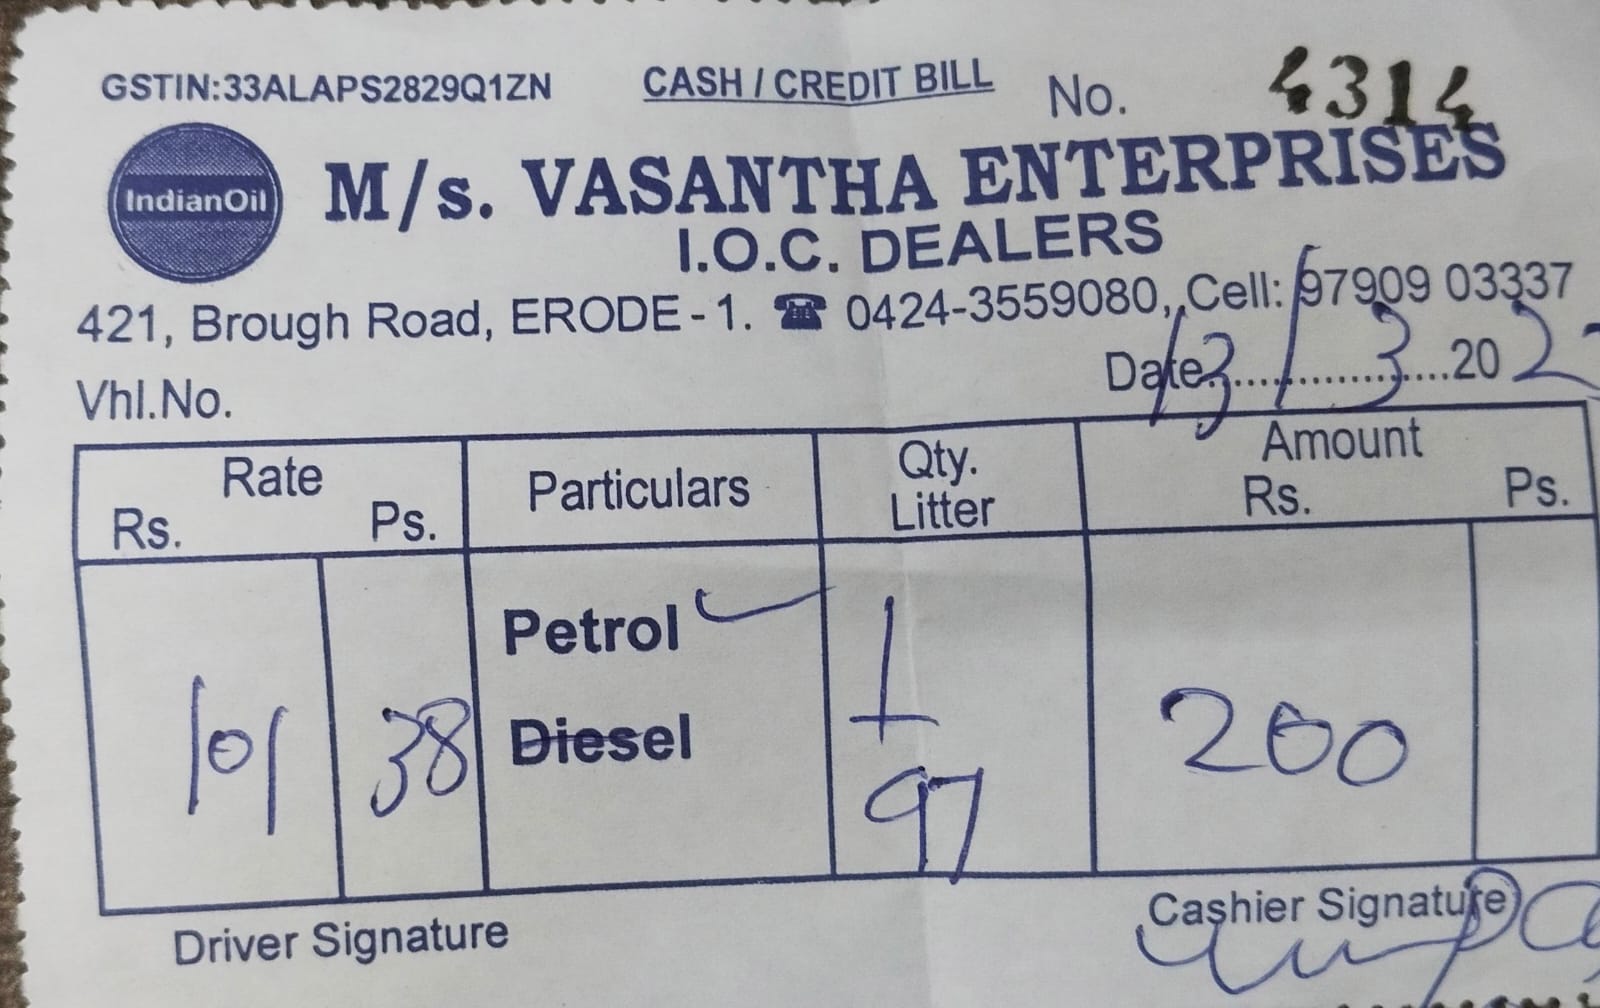 GSTIN:33ALAPS2829Q1ZN CASH / CREDIT BILL No. 4314
IndianOil M/s. VASANTHA ENTERPRISES
I.O.C. DEALERS
421, Brough Road, ERODE - 1. ☎ 0424-3559080, Cell: 97909 03337
Date. 13/3 202
Vhl.No.
Rate Particulars Qty. Litter Amount
Rs. Ps. Rs. Ps.
Petrol ✓ 1
101 38 Diesel 200
97
Driver Signature Cashier Signature